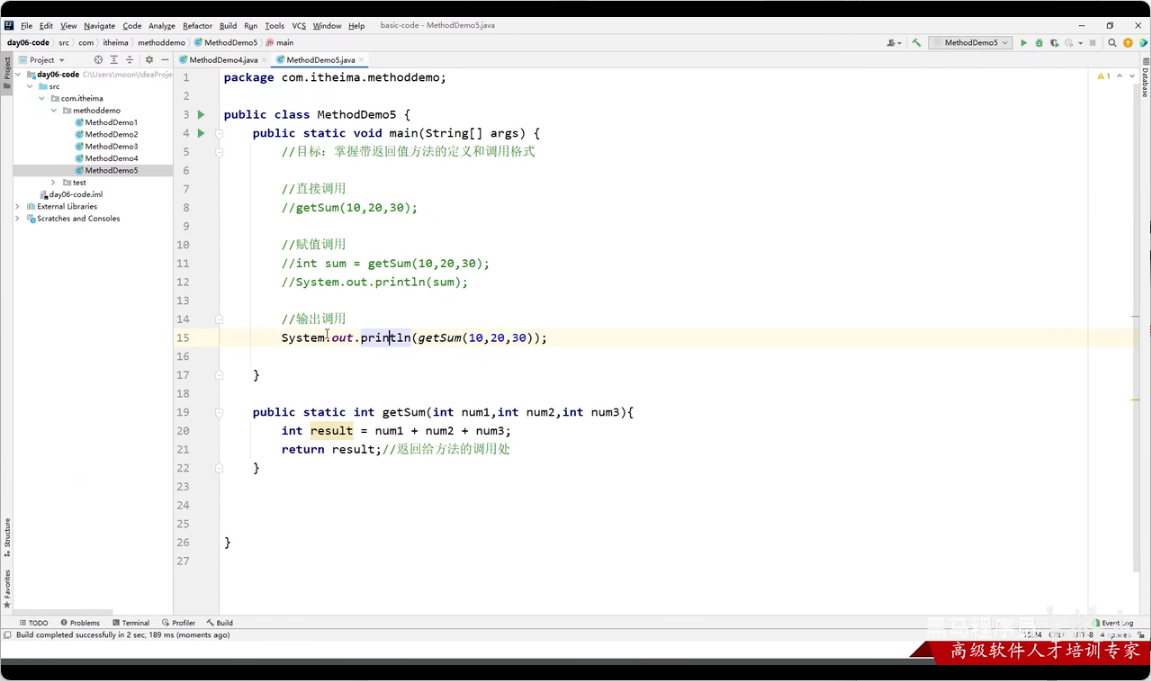 File Edit View Navigate Code Analyze Refactor Build Run Tools VCS Window Help basic-code - MethodDemo5.java
day06-code src com itheima methoddemo MethodDemo5 main
MethodDemo5
Project
Project
MethodDemo4.java
MethodDemo5.java
day06-code C:\Users\moon\IdeaProje
src
com.itheima
methoddemo
MethodDemo1
MethodDemo2
MethodDemo3
MethodDemo4
MethodDemo5
test
day06-code.iml
External Libraries
Scratches and Consoles
1 package com.itheima.methoddemo;
2
3 public class MethodDemo5 {
4 public static void main(String[] args) {
5 //目标：掌握带返回值方法的定义和调用格式
6
7 //直接调用
8 //getSum(10,20,30);
9
10 //赋值调用
11 //int sum = getSum(10,20,30);
12 //System.out.println(sum);
13
14 //输出调用
15 System.out.println(getSum(10,20,30));
16
17 }
18
19 public static int getSum(int num1,int num2,int num3){
20 int result = num1 + num2 + num3;
21 return result;//返回给方法的调用处
22 }
23
24
25
26 }
27
1
Database
Structure
Favorites
TODO Problems Terminal Profiler Build
Event Log
Build completed successfully in 2 sec, 189 ms (moments ago)
高级软件人才培训专家